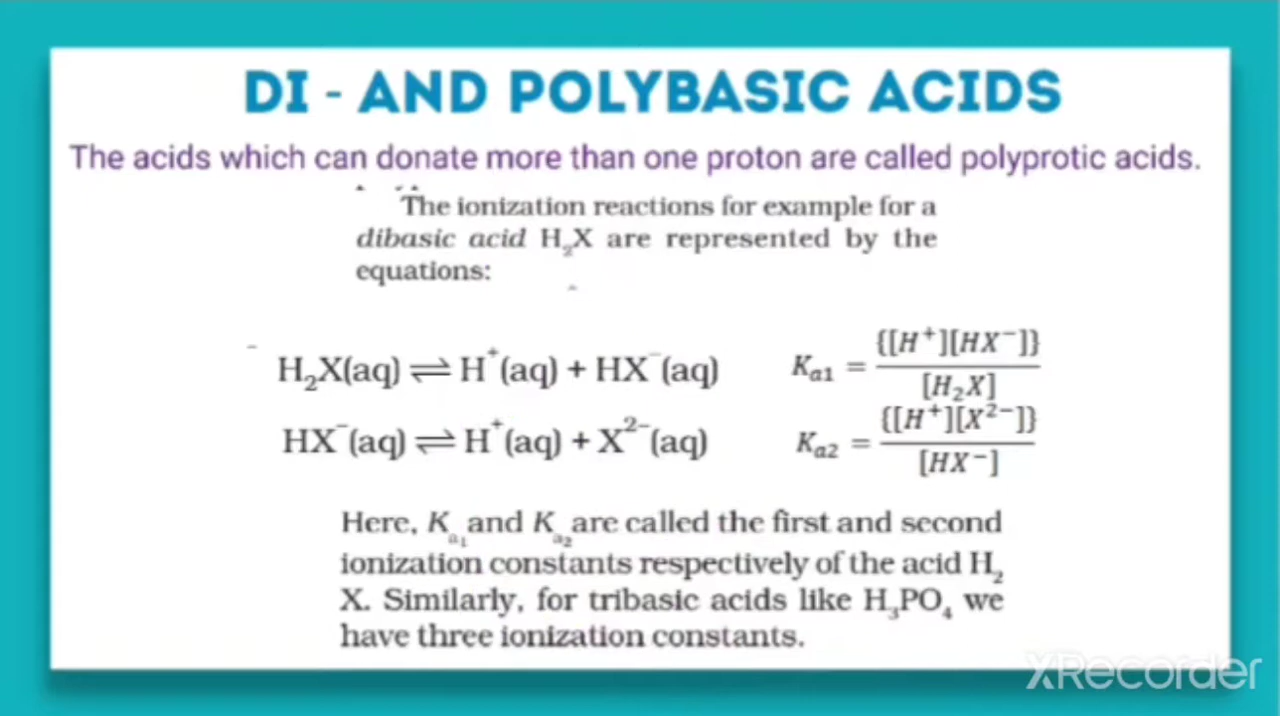 DI - AND POLYBASIC ACIDS
The acids which can donate more than one proton are called polyprotic acids.
The ionization reactions for example for a
dibasic acid H₂X are represented by the
equations:
H₂X(aq) ⇌ H⁺(aq) + HX⁻(aq) Kₐ₁ = {[H⁺][HX⁻]} / [H₂X]
HX⁻(aq) ⇌ H⁺(aq) + X²⁻(aq) Kₐ₂ = {[H⁺][X²⁻]} / [HX⁻]
Here, Kₐ₁ and Kₐ₂ are called the first and second
ionization constants respectively of the acid H₂
X. Similarly, for tribasic acids like H₃PO₄ we
have three ionization constants.
XRecorder